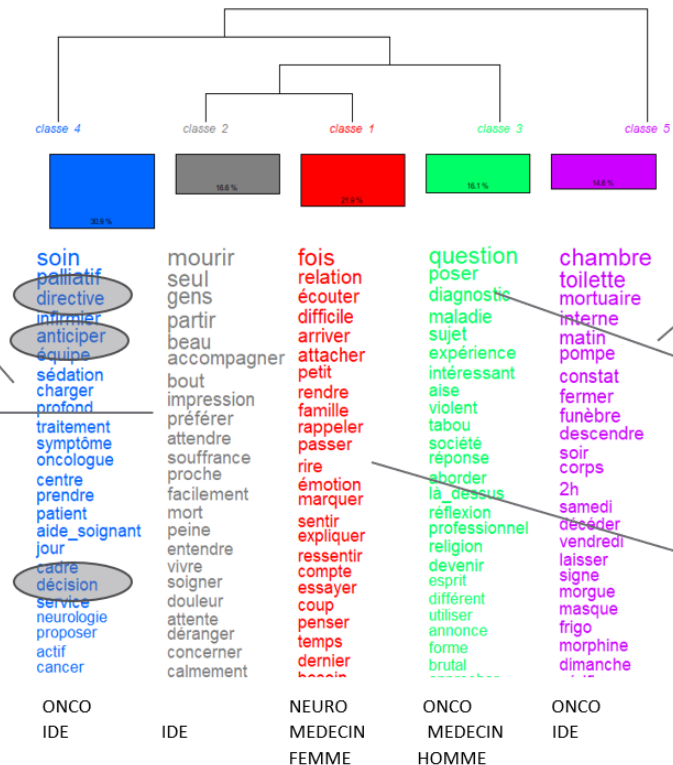 classe 4
classe 2
classe 1
classe 3
classe 5
30.9 %
16.6 %
21.9 %
16.1 %
14.6 %
soin
palliatif
directive
infirmier
anticiper
équipe
sédation
charger
profond
traitement
symptôme
oncologue
centre
prendre
patient
aide_soignant
jour
cadre
décision
service
neurologie
proposer
actif
cancer
mourir
seul
gens
partir
beau
accompagner
bout
impression
préférer
attendre
souffrance
proche
facilement
mort
peine
entendre
vivre
soigner
douleur
attente
déranger
concerner
calmement
fois
relation
écouter
difficile
arriver
attacher
petit
rendre
famille
rappeler
passer
rire
émotion
marquer
sentir
expliquer
ressentir
compte
essayer
coup
penser
temps
dernier
besoin
question
poser
diagnostic
maladie
sujet
expérience
intéressant
aise
violent
tabou
société
réponse
aborder
là_dessus
réflexion
professionnel
religion
devenir
esprit
différent
utiliser
annonce
forme
brutal
chambre
toilette
mortuaire
interne
matin
pompe
constat
fermer
funèbre
descendre
soir
corps
2h
samedi
décéder
vendredi
laisser
signe
morgue
masque
frigo
morphine
dimanche
ONCO
IDE
IDE
NEURO
MEDECIN
FEMME
ONCO
MEDECIN
HOMME
ONCO
IDE